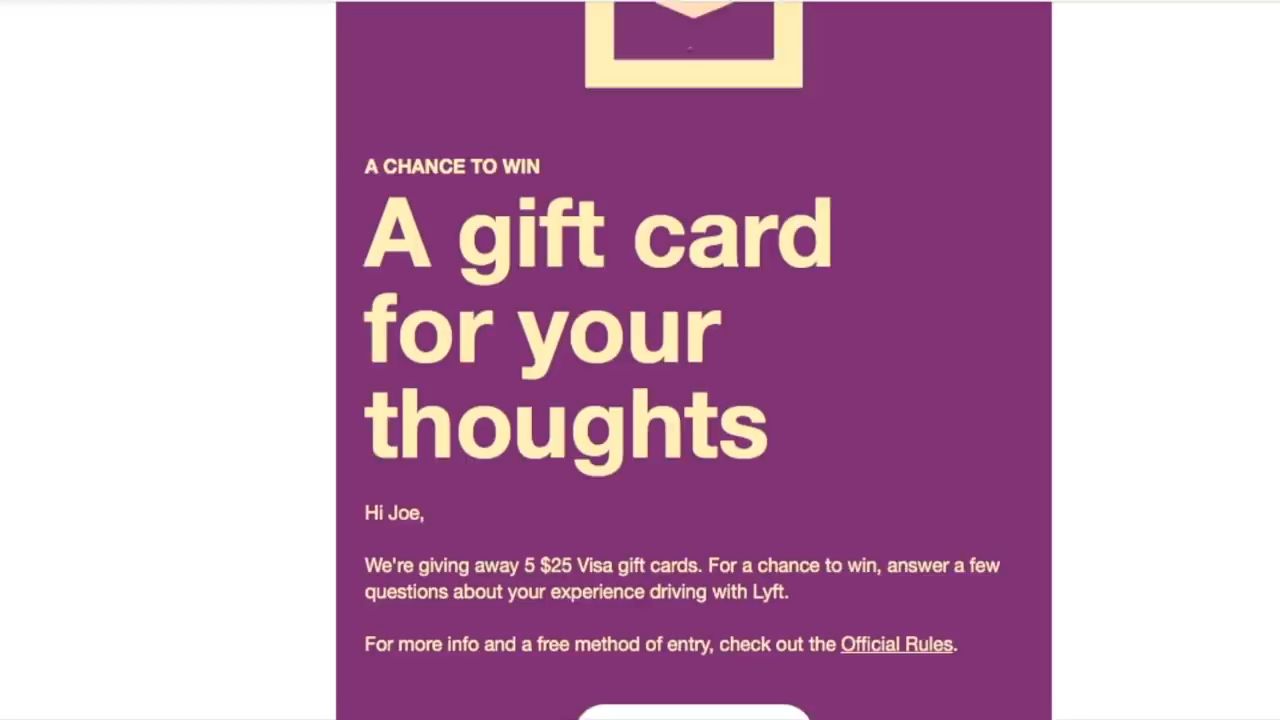 A CHANCE TO WIN
A gift card
for your
thoughts
Hi Joe,
We're giving away 5 $25 Visa gift cards. For a chance to win, answer a few
questions about your experience driving with Lyft.
For more info and a free method of entry, check out the Official Rules.